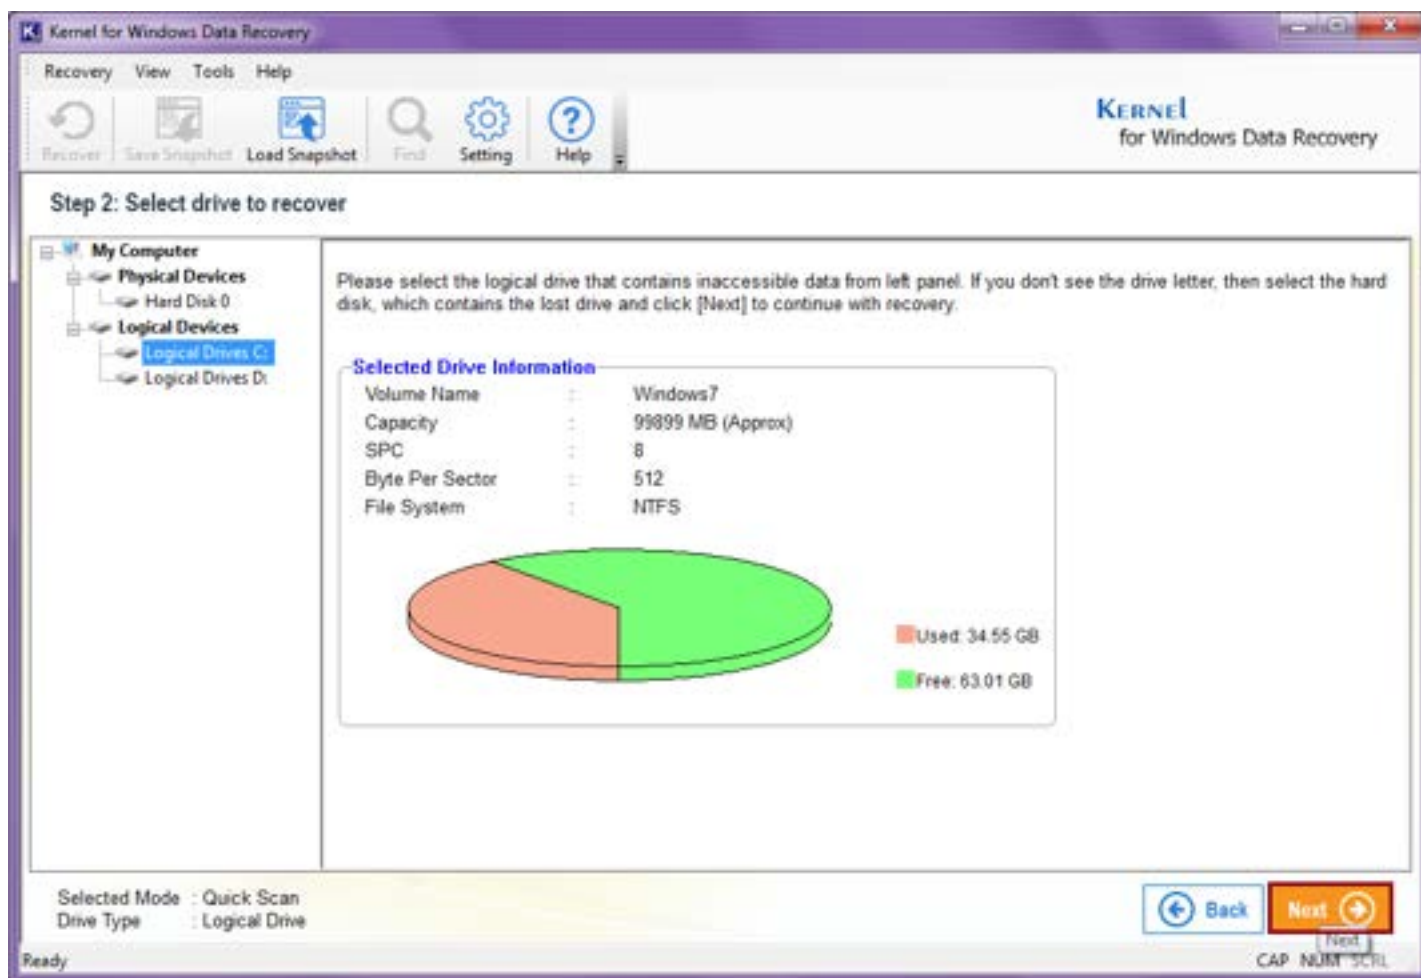 Kernel for Windows Data Recovery
Recovery View Tools Help
Recover Save Snapshot Load Snapshot Find Setting Help
KERNEl
for Windows Data Recovery
Step 2: Select drive to recover
My Computer
Physical Devices
Hard Disk 0
Logical Devices
Logical Drives C:
Logical Drives D:
Please select the logical drive that contains inaccessible data from left panel. If you don't see the drive letter, then select the hard
disk, which contains the lost drive and click [Next] to continue with recovery.
Selected Drive Information
Volume Name : Windows7
Capacity : 99899 MB (Approx)
SPC : 8
Byte Per Sector : 512
File System : NTFS
Used: 34.55 GB
Free: 63.01 GB
Selected Mode : Quick Scan
Drive Type : Logical Drive
Back Next
Next
Ready CAP NUM SCRL